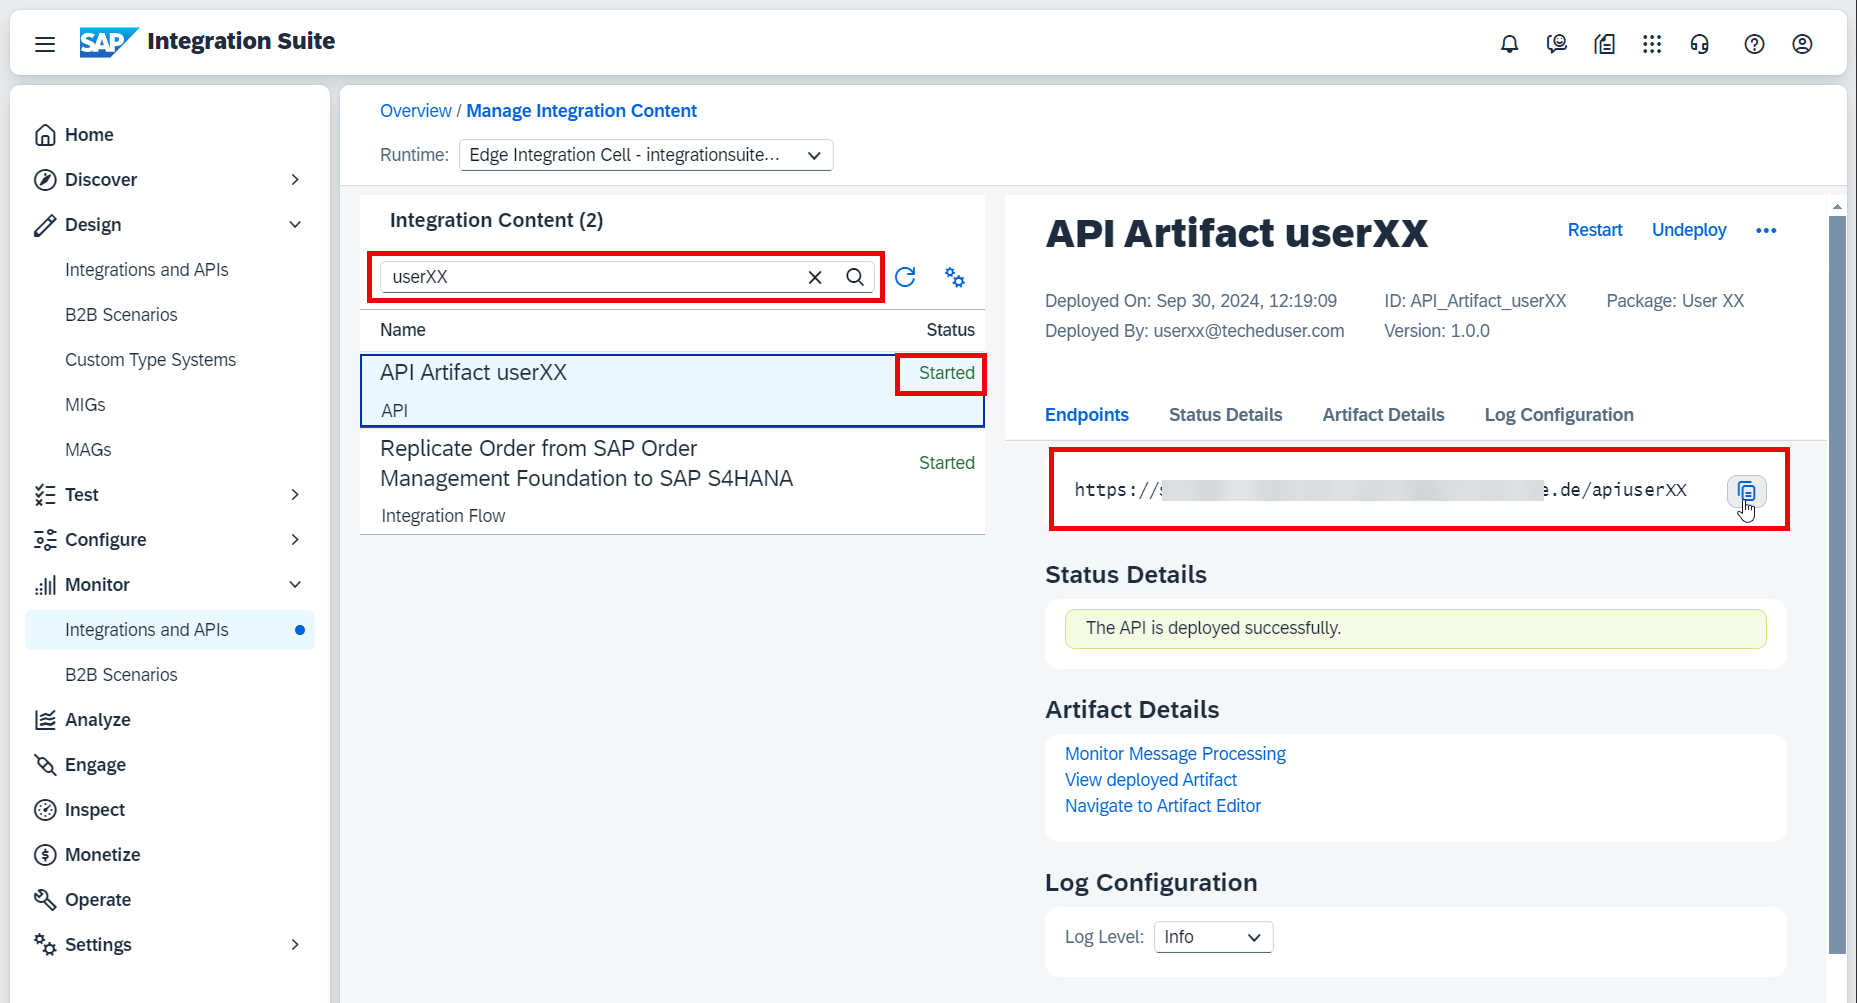 SAP Integration Suite
Home
Discover
Design
Integrations and APIs
B2B Scenarios
Custom Type Systems
MIGs
MAGs
Test
Configure
Monitor
Integrations and APIs
B2B Scenarios
Analyze
Engage
Inspect
Monetize
Operate
Settings
Overview / Manage Integration Content
Runtime: Edge Integration Cell - integrationsuite...
Integration Content (2)
userXX
Name Status
API Artifact userXX Started
API
Replicate Order from SAP Order
Management Foundation to SAP S4HANA
Started
Integration Flow
API Artifact userXX
Restart Undeploy
Deployed On: Sep 30, 2024, 12:19:09 ID: API_Artifact_userXX Package: User XX
Deployed By: userxx@techeduser.com Version: 1.0.0
Endpoints Status Details Artifact Details Log Configuration
https:// e.de/apiuserXX
Status Details
The API is deployed successfully.
Artifact Details
Monitor Message Processing
View deployed Artifact
Navigate to Artifact Editor
Log Configuration
Log Level: Info